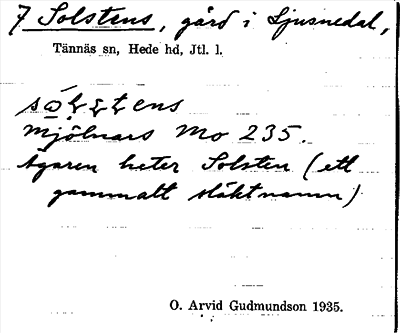 7 Solstens, gård i Ljusnedal,
Tännäs sn, Hede hd, Jtl. l.
Mjölnars Mo 235.
Ägaren heter Solsten (ett
gammalt släktnamn)
O. Arvid Gudmundson 1935.